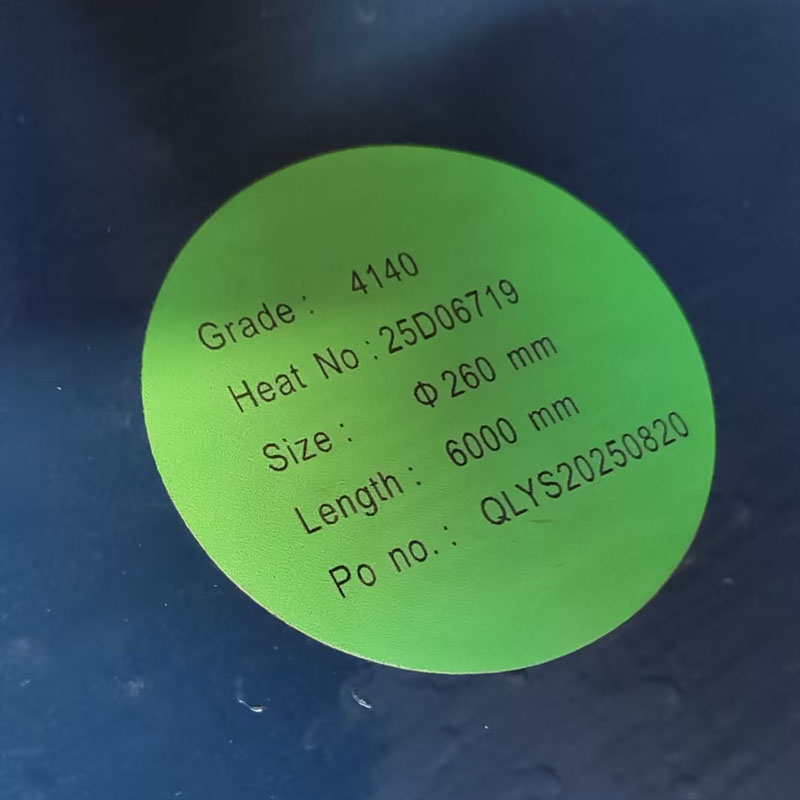 Grade: 4140
Heat No:25D06719
Size: Φ260 mm
Length: 6000 mm
Po no.: QLYS20250820